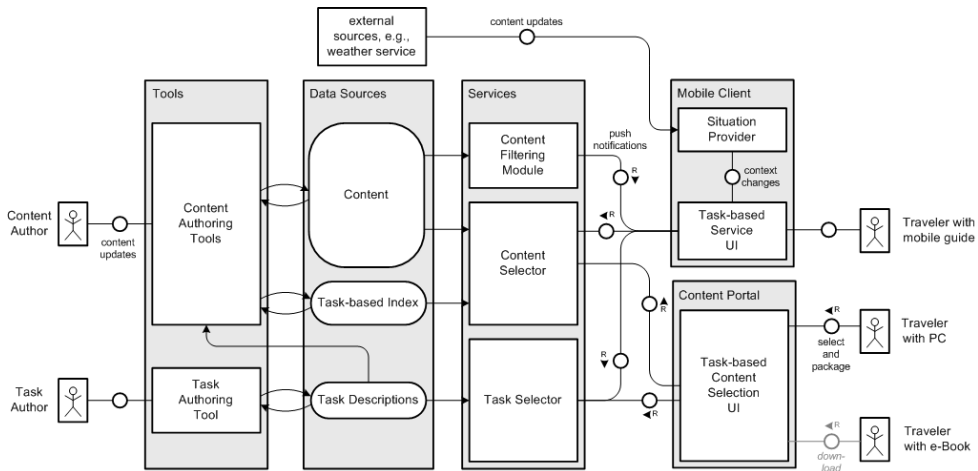 external
sources, e.g.,
weather service
content updates
Tools
Data Sources
Services
Mobile Client
Situation
Provider
push
notifications
R
Content
Filtering
Module
context
changes
Content
Content
Author
content
updates
Content
Authoring
Tools
R
Task-based
Service
UI
Traveler with
mobile guide
Content
Selector
Task-based Index
Content Portal
R
R
select
and
package
Traveler
with PC
R
Task-based
Content
Selection
UI
Task
Author
Task
Authoring
Tool
Task Descriptions
Task Selector
R
R
down-
load
Traveler
with e-Book